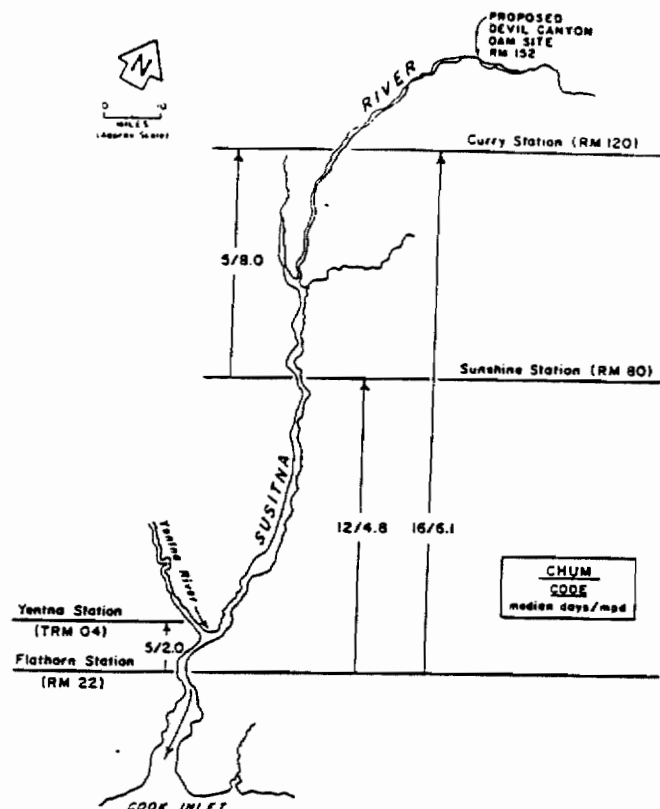 PROPOSED
DEVIL CANYON
DAM SITE
RM 152
N
RIVER
MILES
(Approx Scale)
Curry Station (RM 120)
5/8.0
Sunshine Station (RM 80)
SUSITNA
12/4.8
16/6.1
Yentna River
CHUM
CODE
median days/mpd
Yentna Station
(TRM 04)
5/2.0
Flathorn Station
(RM 22)
COOK INLET